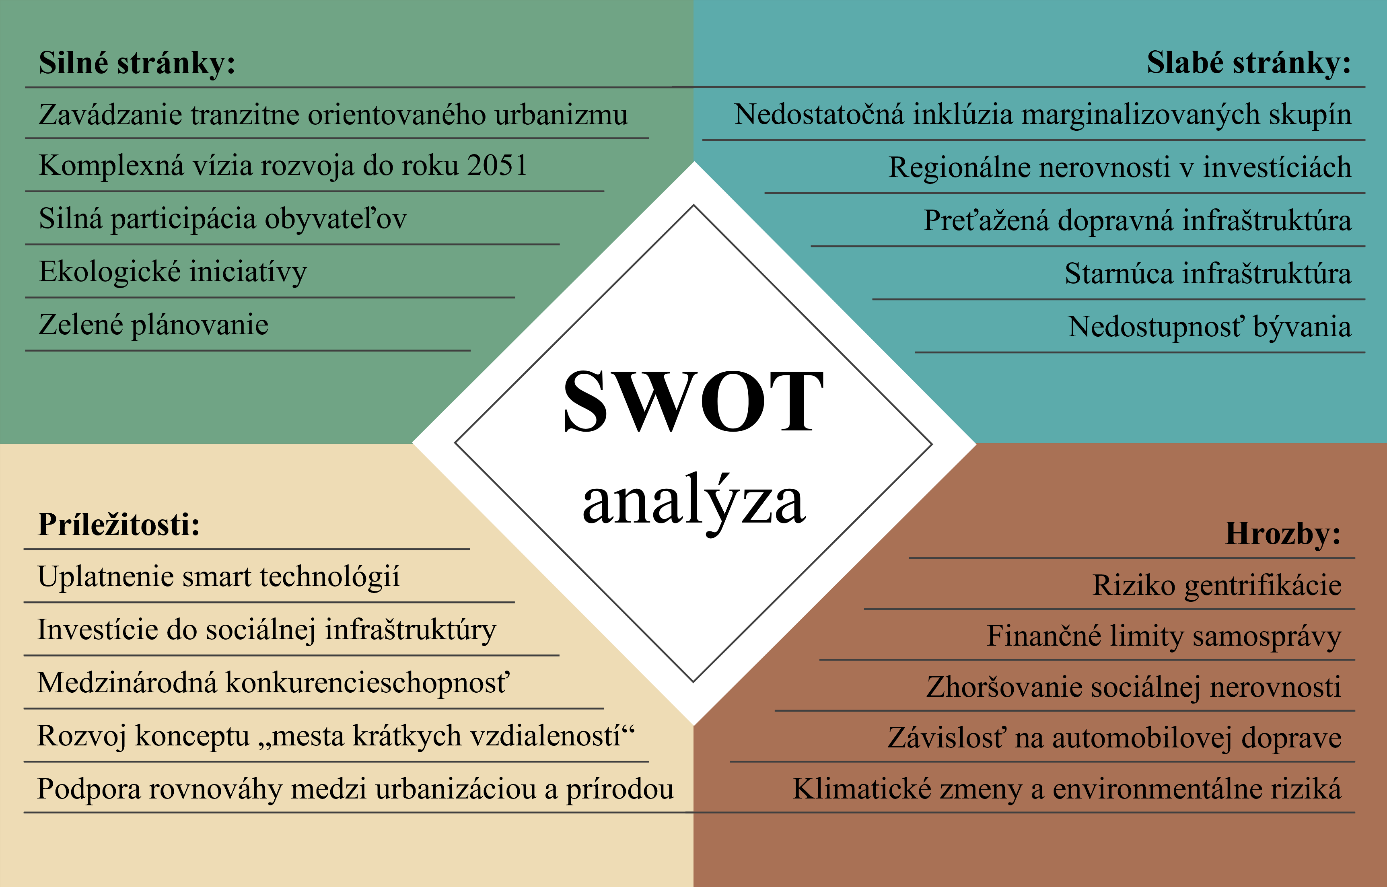 Silné stránky:
Zavádzanie tranzitne orientovaného urbanizmu
Komplexná vízia rozvoja do roku 2051
Silná participácia obyvateľov
Ekologické iniciatívy
Zelené plánovanie
Slabé stránky:
Nedostatočná inklúzia marginalizovaných skupín
Regionálne nerovnosti v investíciách
Preťažená dopravná infraštruktúra
Starnúca infraštruktúra
Nedostupnosť bývania
SWOT
analýza
Príležitosti:
Uplatnenie smart technológií
Investície do sociálnej infraštruktúry
Medzinárodná konkurencieschopnosť
Rozvoj konceptu „mesta krátkych vzdialeností“
Podpora rovnováhy medzi urbanizáciou a prírodou
Hrozby:
Riziko gentrifikácie
Finančné limity samosprávy
Zhoršovanie sociálnej nerovnosti
Závislosť na automobilovej doprave
Klimatické zmeny a environmentálne riziká